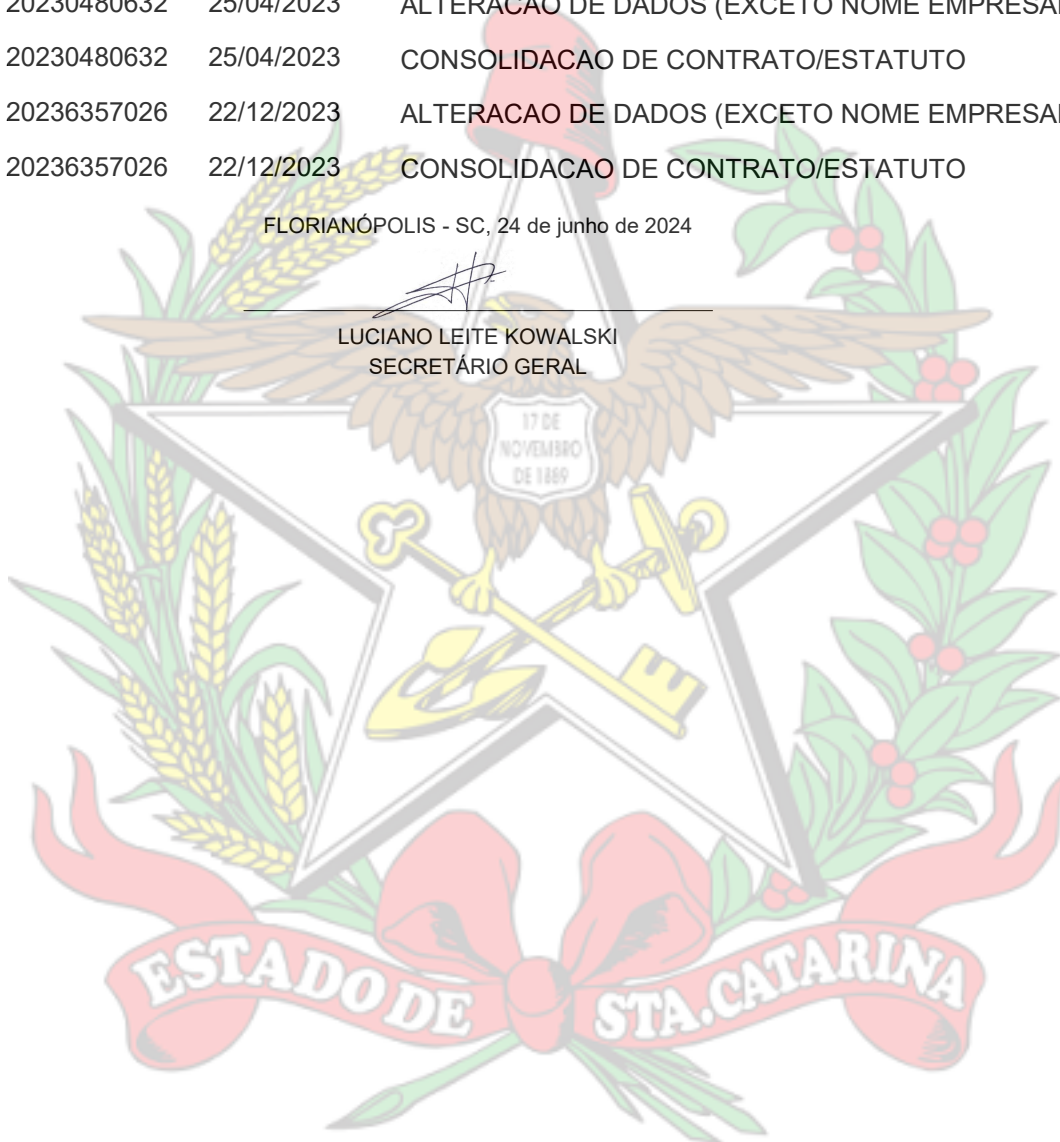 20230480632 25/04/2023 ALTERACAO DE DADOS (EXCETO NOME
20230480632 25/04/2023 CONSOLIDACAO DE CONTRATO/ESTATUTO
20236357026 22/12/2023 ALTERACAO DE DADOS (EXCETO NOME
20236357026 22/12/2023 CONSOLIDACAO DE CONTRATO/ESTATUTO
FLORIANÓPOLIS - SC, 24 de junho de 2024
LUCIANO LEITE KOWALSKI
SECRETÁRIO GERAL
17 DE
NOVEMBRO
DE 1889
ESTADO DE STA. CATARINA